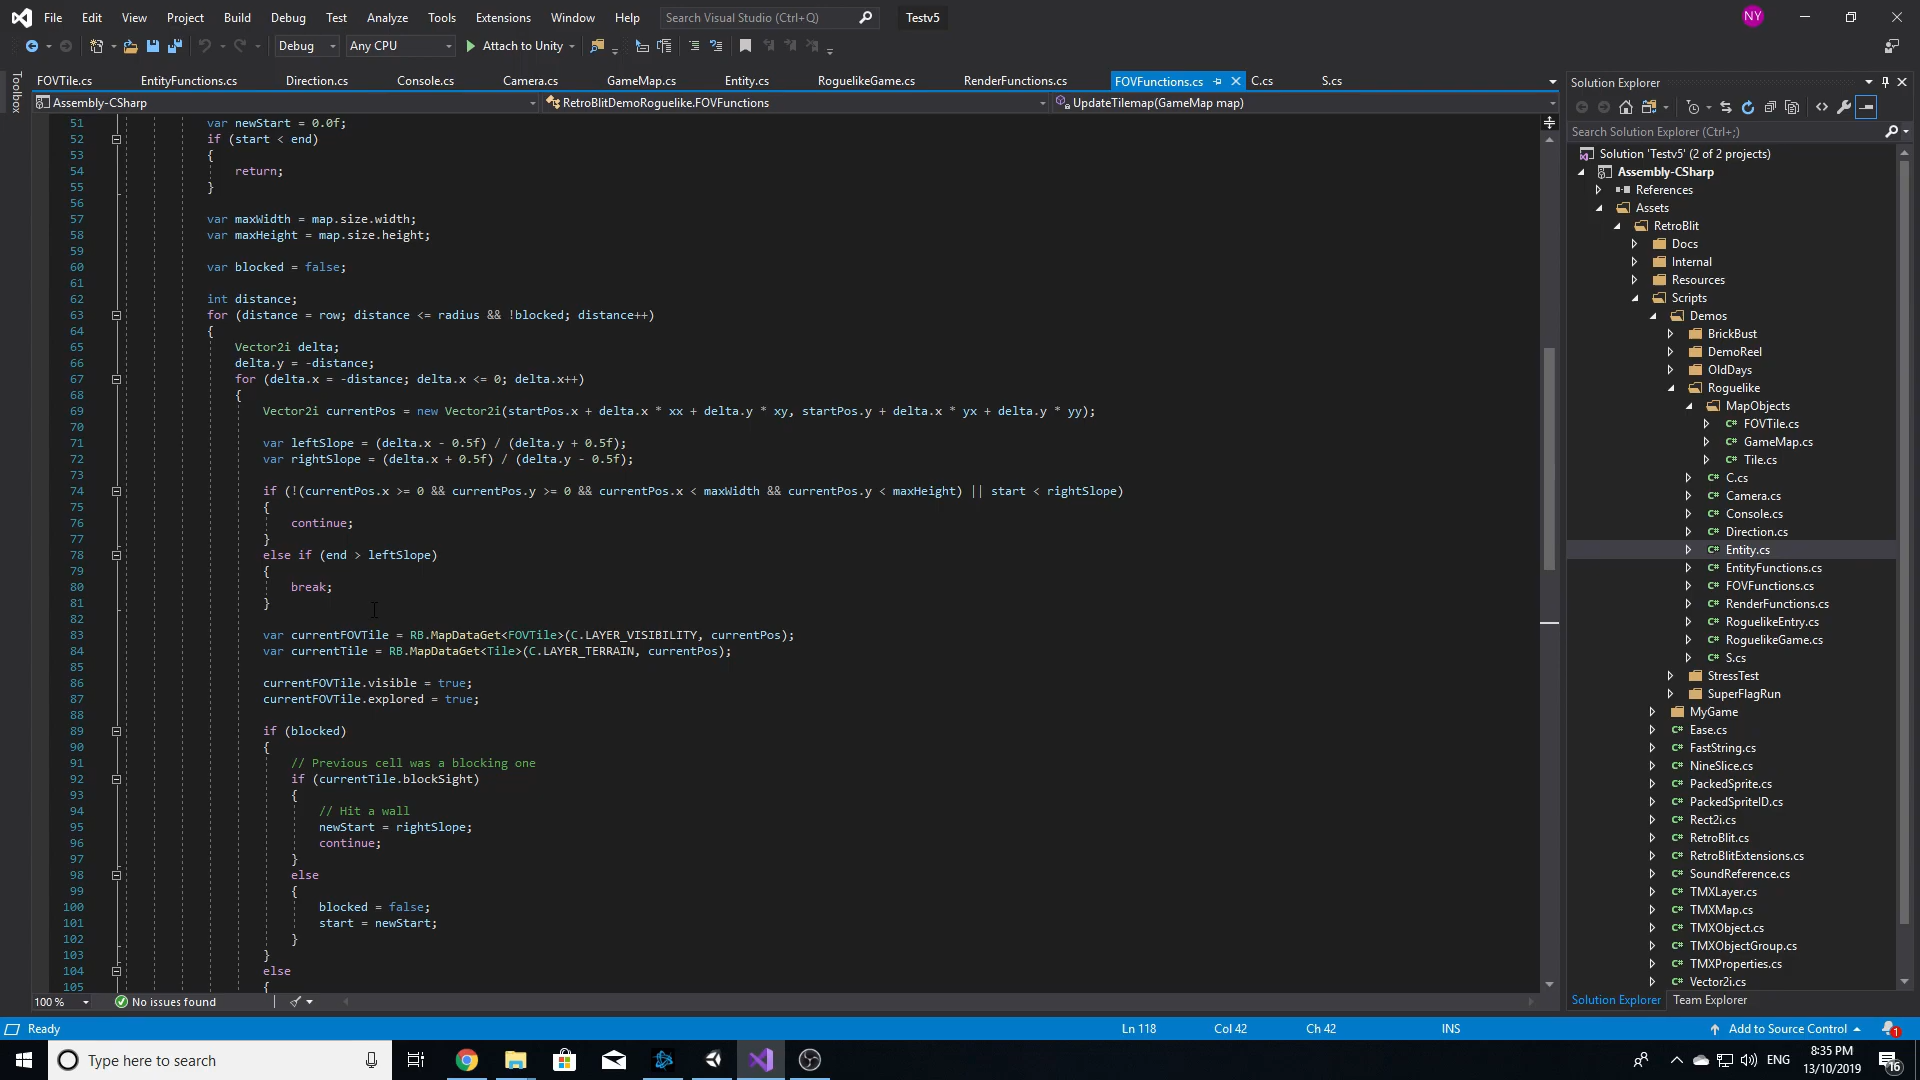 File Edit View Project Build Debug Test Analyze Tools Extensions Window Help Search Visual Studio (Ctrl+Q) Testv5 NY
Debug Any CPU Attach to Unity
Toolbox
FOVTile.cs EntityFunctions.cs Direction.cs Console.cs Camera.cs GameMap.cs Entity.cs RoguelikeGame.cs RenderFunctions.cs FOVFunctions.cs C.cs S.cs
Assembly-CSharp RetroBlitDemoRoguelike.FOVFunctions UpdateTilemap(GameMap map)
51 var newStart = 0.0f;
52 if (start < end)
53 {
54 return;
55 }
56
57 var maxWidth = map.size.width;
58 var maxHeight = map.size.height;
59
60 var blocked = false;
61
62 int distance;
63 for (distance = row; distance <= radius && !blocked; distance++)
64 {
65 Vector2i delta;
66 delta.y = -distance;
67 for (delta.x = -distance; delta.x <= 0; delta.x++)
68 {
69 Vector2i currentPos = new Vector2i(startPos.x + delta.x * xx + delta.y * xy, startPos.y + delta.x * yx + delta.y * yy);
70
71 var leftSlope = (delta.x - 0.5f) / (delta.y + 0.5f);
72 var rightSlope = (delta.x + 0.5f) / (delta.y - 0.5f);
73
74 if (!(currentPos.x >= 0 && currentPos.y >= 0 && currentPos.x < maxWidth && currentPos.y < maxHeight) || start < rightSlope)
75 {
76 continue;
77 }
78 else if (end > leftSlope)
79 {
80 break;
81 }
82
83 var currentFOVTile = RB.MapDataGet<FOVTile>(C.LAYER_VISIBILITY, currentPos);
84 var currentTile = RB.MapDataGet<Tile>(C.LAYER_TERRAIN, currentPos);
85
86 currentFOVTile.visible = true;
87 currentFOVTile.explored = true;
88
89 if (blocked)
90 {
91 // Previous cell was a blocking one
92 if (currentTile.blockSight)
93 {
94 // Hit a wall
95 newStart = rightSlope;
96 continue;
97 }
98 else
99 {
100 blocked = false;
101 start = newStart;
102 }
103 }
104 else
105 {
100 % No issues found
Solution Explorer
Search Solution Explorer (Ctrl+;)
Solution 'Testv5' (2 of 2 projects)
Assembly-CSharp
References
Assets
RetroBlit
Docs
Internal
Resources
Scripts
Demos
BrickBust
DemoReel
OldDays
Roguelike
MapObjects
C# FOVTile.cs
C# GameMap.cs
C# Tile.cs
C# C.cs
C# Camera.cs
C# Console.cs
C# Direction.cs
C# Entity.cs
C# EntityFunctions.cs
C# FOVFunctions.cs
C# RenderFunctions.cs
C# RoguelikeEntry.cs
C# RoguelikeGame.cs
C# S.cs
StressTest
SuperFlagRun
MyGame
C# Ease.cs
C# FastString.cs
C# NineSlice.cs
C# PackedSprite.cs
C# PackedSpriteID.cs
C# Rect2i.cs
C# RetroBlit.cs
C# RetroBlitExtensions.cs
C# SoundReference.cs
C# TMXLayer.cs
C# TMXMap.cs
C# TMXObject.cs
C# TMXObjectGroup.cs
C# TMXProperties.cs
C# Vector2i.cs
Solution Explorer Team Explorer
Ready Ln 118 Col 42 Ch 42 INS Add to Source Control 1
Type here to search ENG 8:35 PM
13/10/2019 16